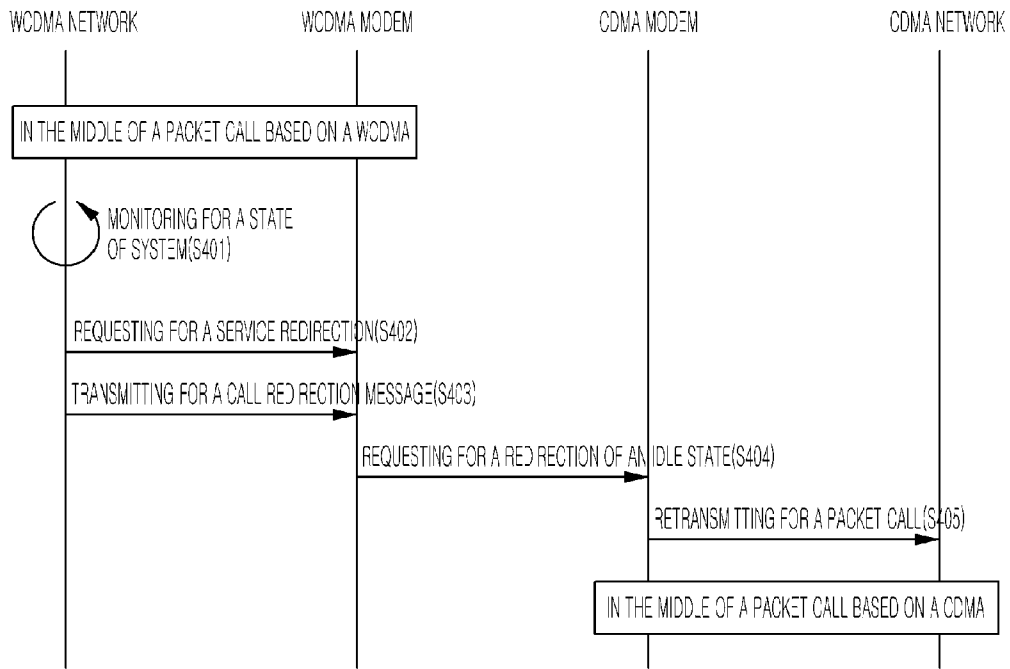 WCDMA NETWORK
WCDMA MODEM
CDMA MODEM
CDMA NETWORK
IN THE MIDDLE OF A PACKET CALL BASED ON A WCDMA
MONITORING FOR A STATE
OF SYSTEM(S401)
REQUESTING FOR A SERVICE REDIRECTION(S402)
TRANSMITTING FOR A CALL REDIRECTION MESSAGE(S403)
REQUESTING FOR A REDIRECTION OF AN IDLE STATE(S404)
RETRANSMITTING FOR A PACKET CALL(S405)
IN THE MIDDLE OF A PACKET CALL BASED ON A CDMA